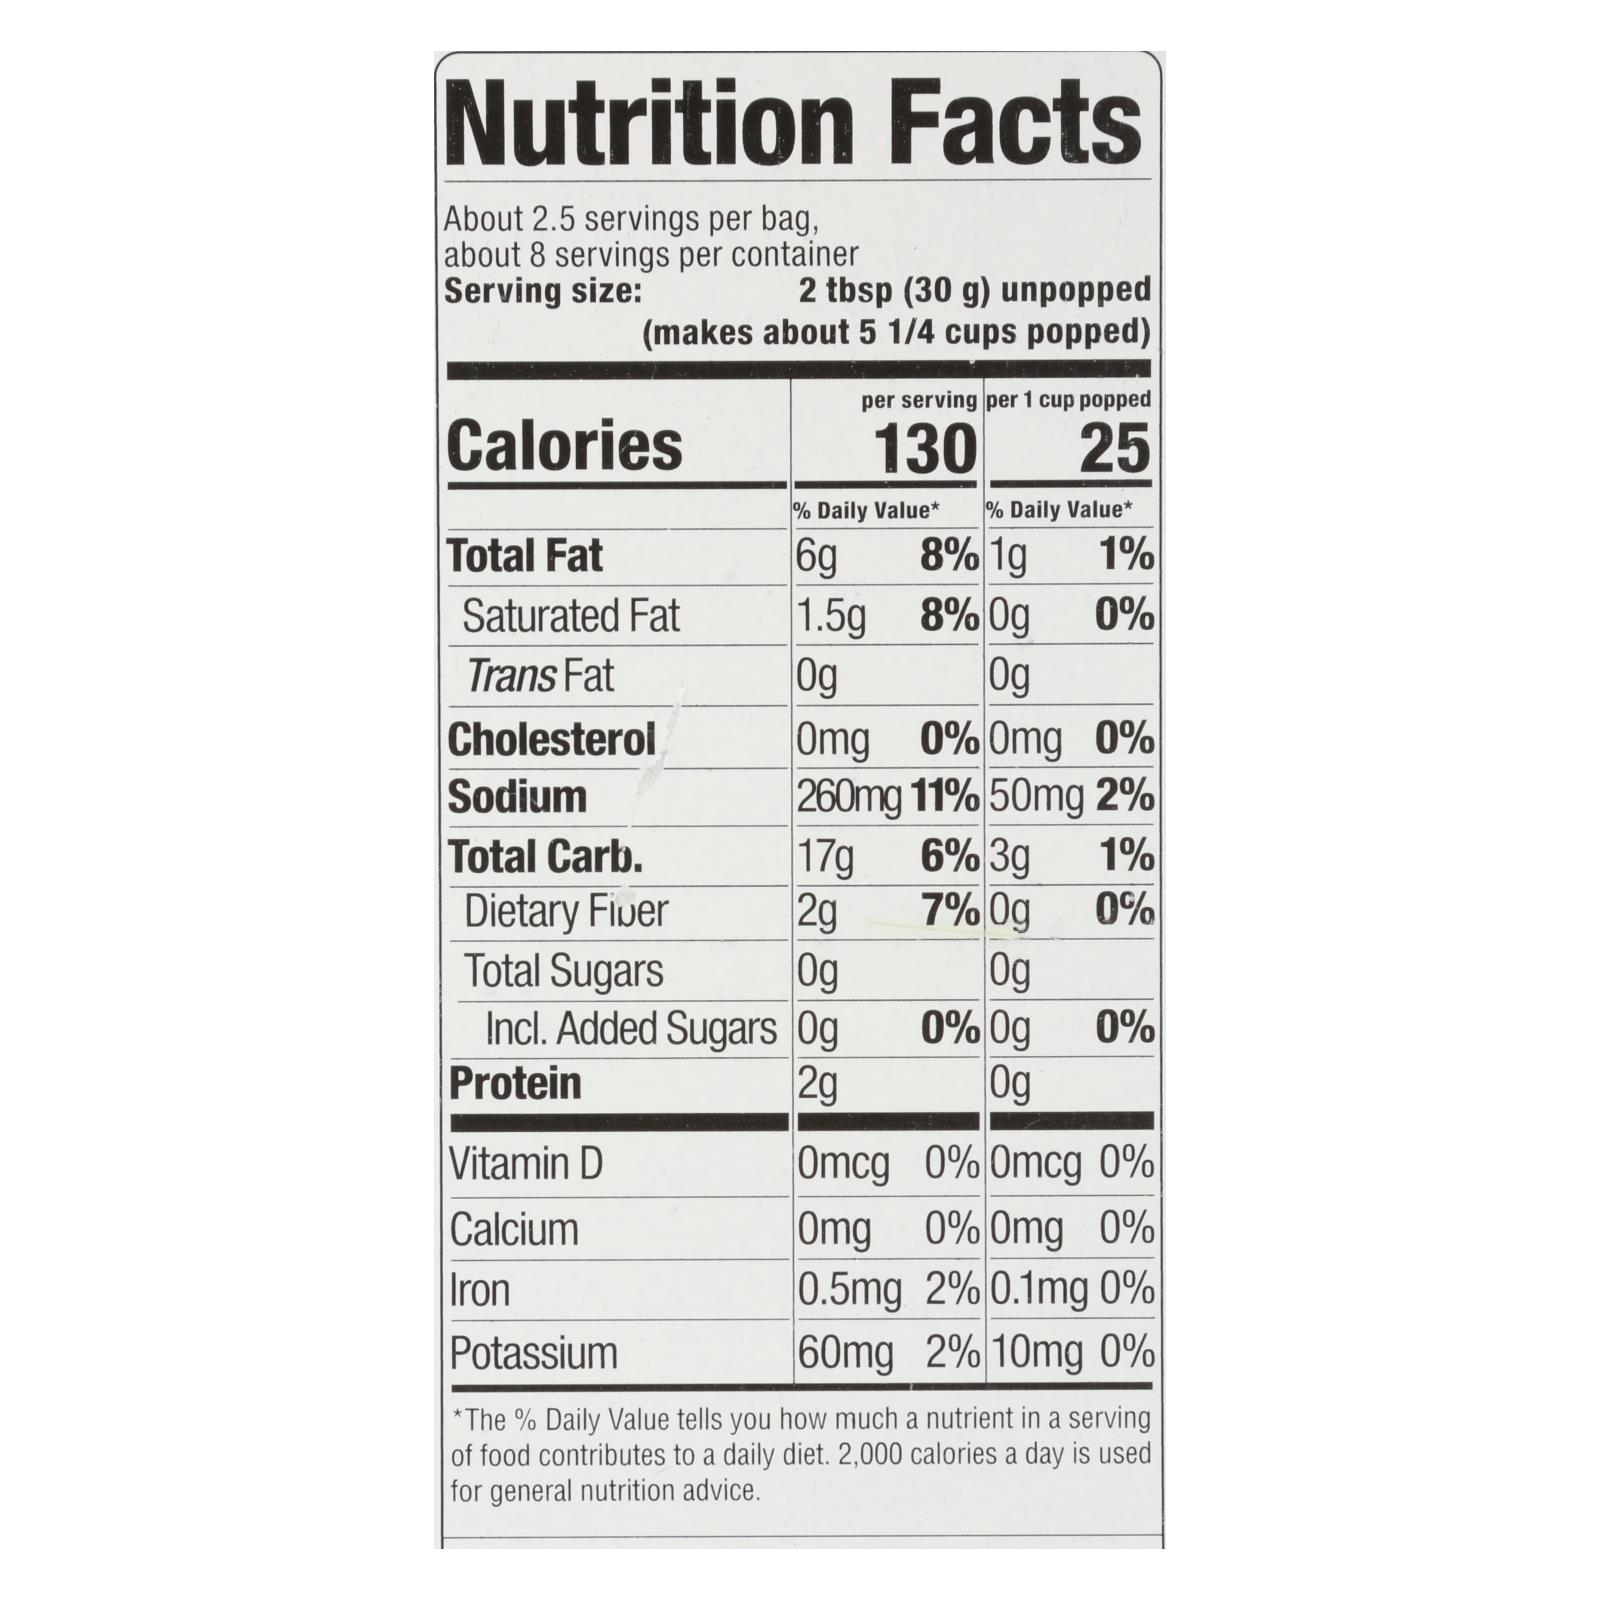 Nutrition Facts
About 2.5 servings per bag,
about 8 servings per container
Serving size: 2 tbsp (30 g) unpopped
(makes about 5 1/4 cups popped)
per serving per 1 cup popped
Calories 130 25
% Daily Value* % Daily Value*
Total Fat 6g 8% 1g 1%
Saturated Fat 1.5g 8% 0g 0%
Trans Fat 0g 0g
Cholesterol 0mg 0% 0mg 0%
Sodium 260mg 11% 50mg 2%
Total Carb. 17g 6% 3g 1%
Dietary Fiber 2g 7% 0g 0%
Total Sugars 0g 0g
Incl. Added Sugars 0g 0% 0g 0%
Protein 2g 0g
Vitamin D 0mcg 0% 0mcg 0%
Calcium 0mg 0% 0mg 0%
Iron 0.5mg 2% 0.1mg 0%
Potassium 60mg 2% 10mg 0%
*The % Daily Value tells you how much a nutrient in a serving
of food contributes to a daily diet. 2,000 calories a day is used
for general nutrition advice.